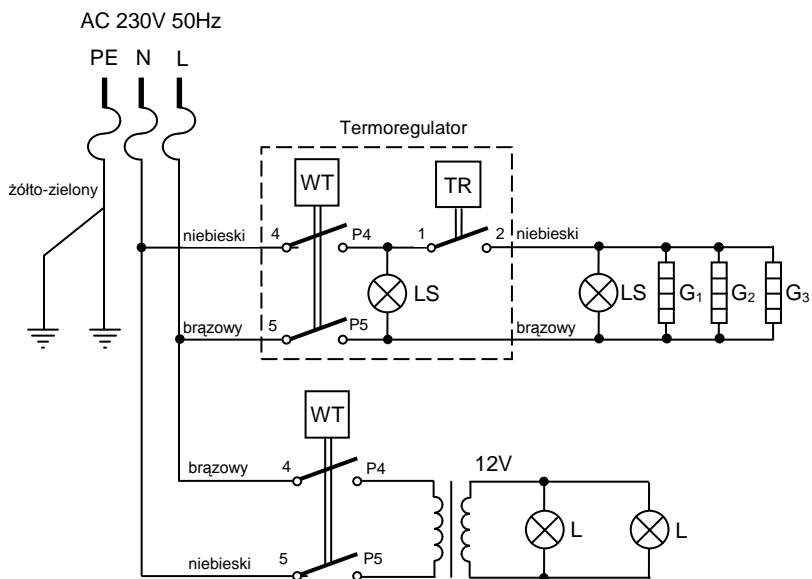 AC 230V 50Hz
PE N L
Termoregulator
WT TR
żółto-zielony
niebieski 4 P4 1 2 niebieski
LS LS G1 G2 G3
brązowy 5 P5 brązowy
WT
brązowy 4 P4 12V
L L
niebieski 5 P5